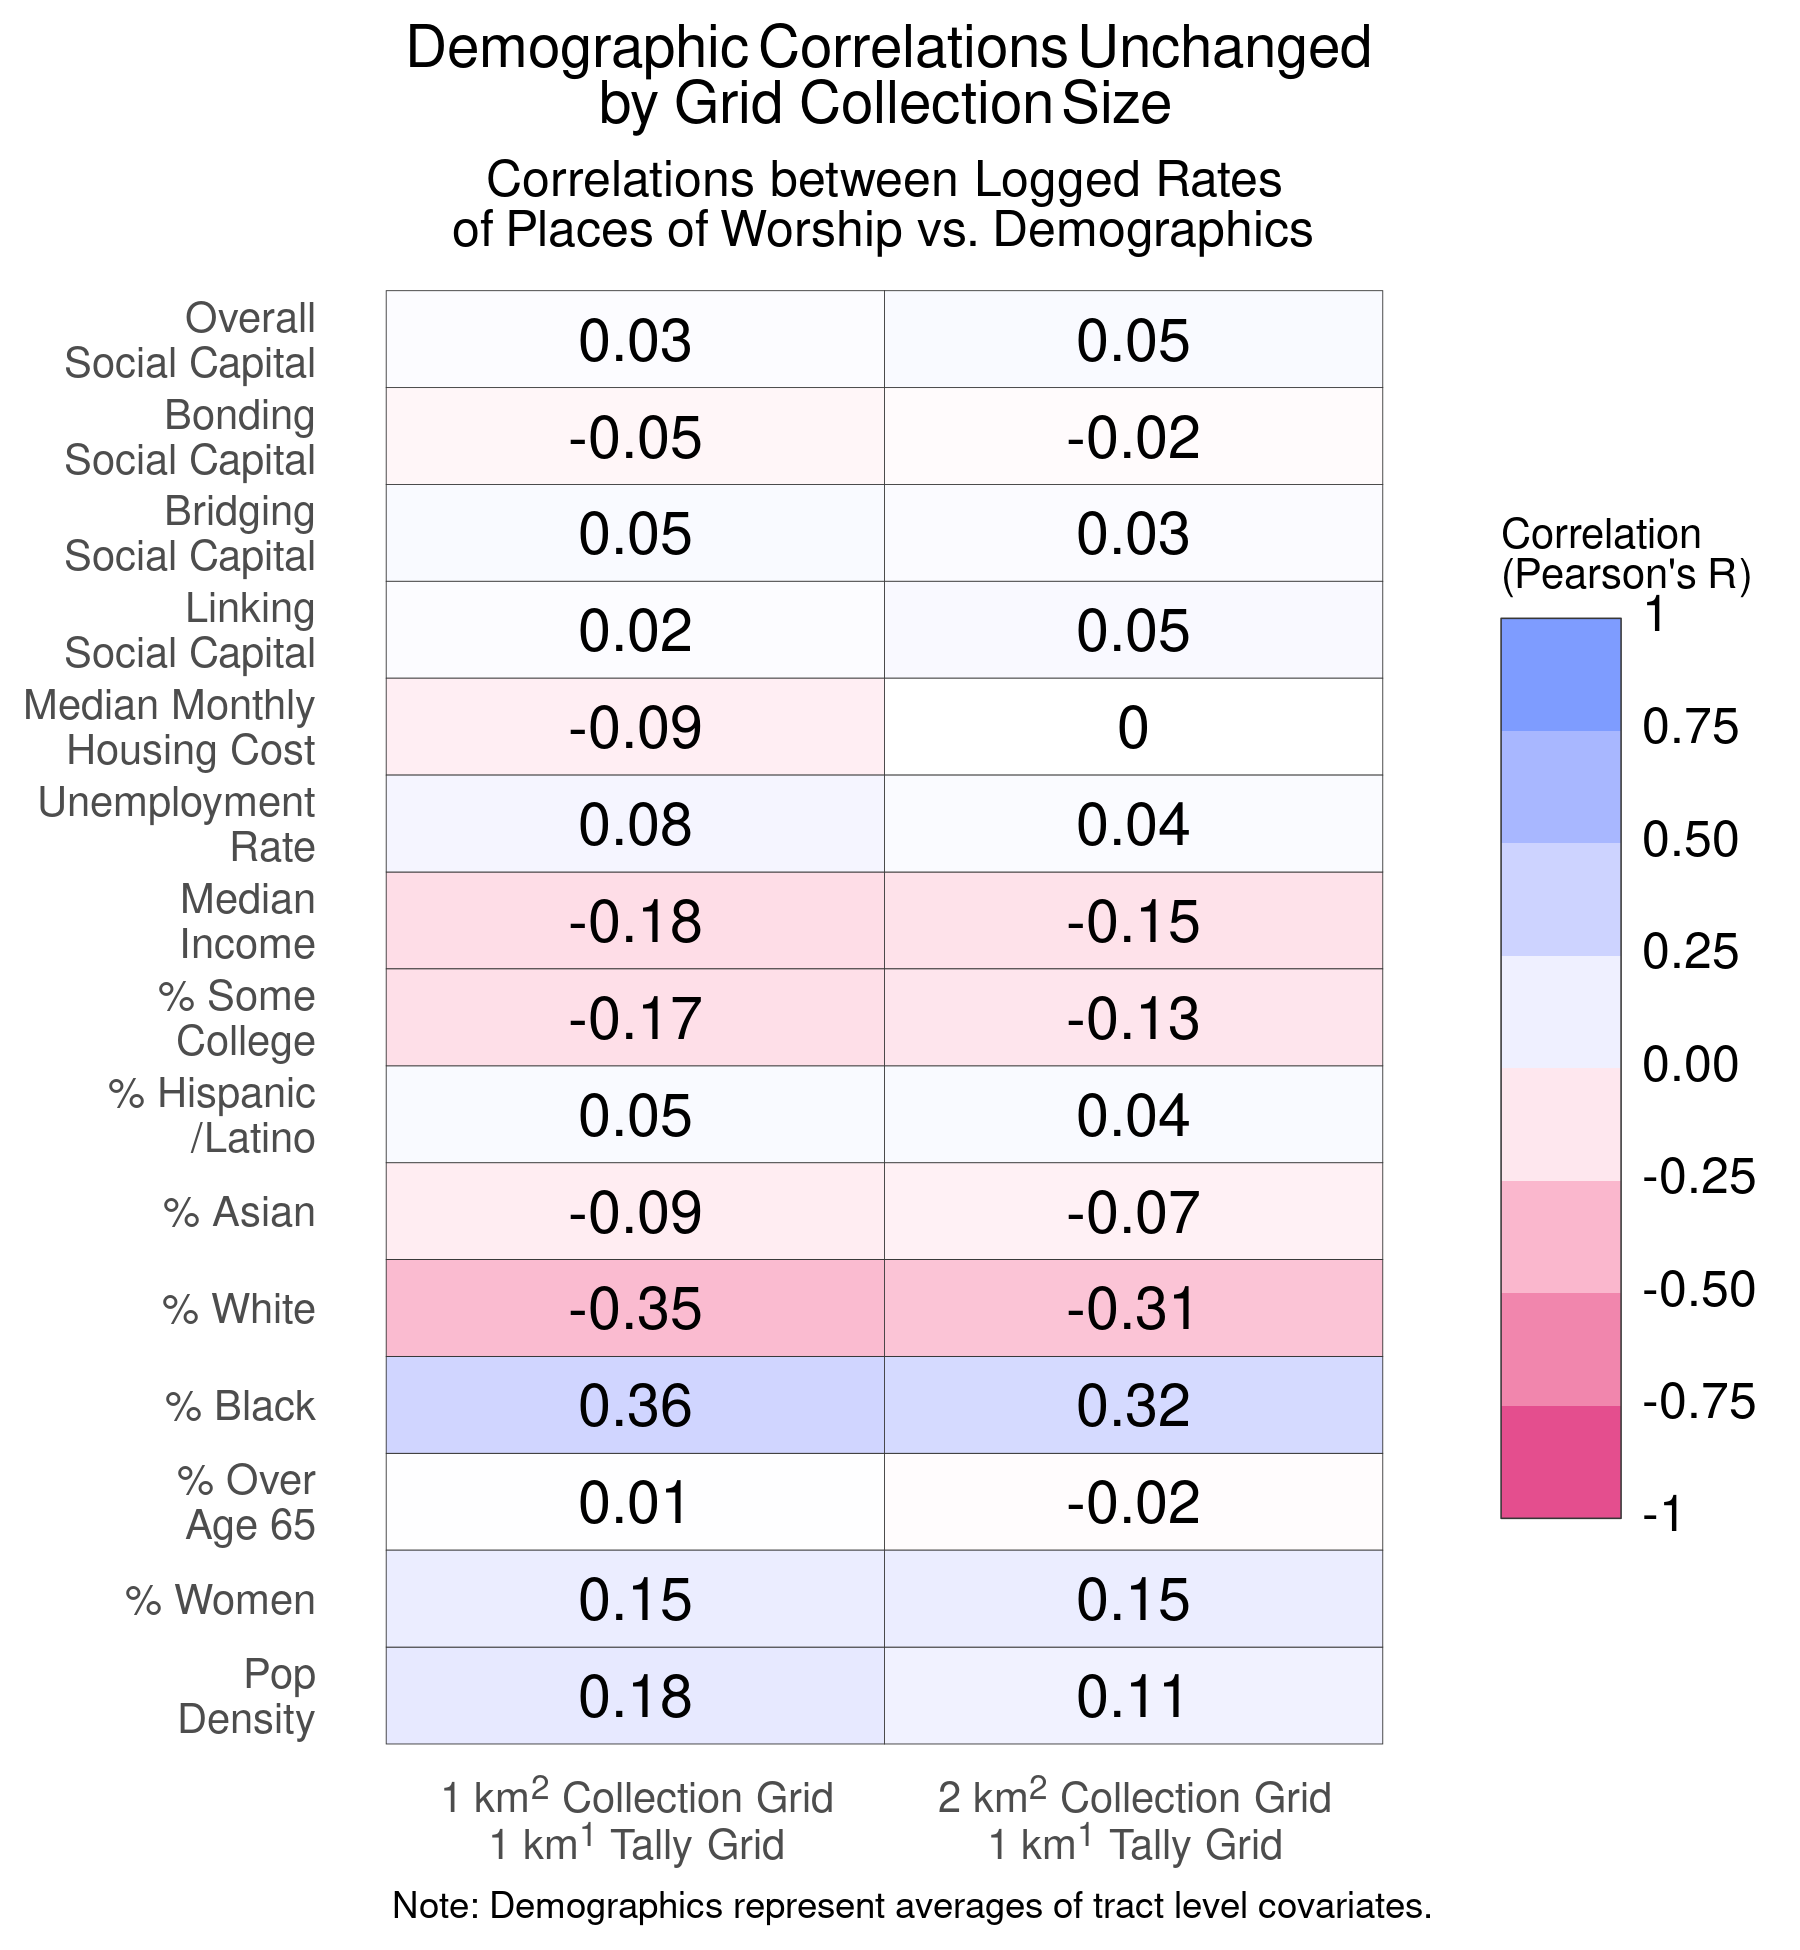 Demographic Correlations Unchanged
by Grid Collection Size
Correlations between Logged Rates
of Places of Worship vs. Demographics
Overall
Social Capital
0.03
0.05
Bonding
Social Capital
-0.05
-0.02
Bridging
Social Capital
0.05
0.03
Linking
Social Capital
0.02
0.05
Median Monthly
Housing Cost
-0.09
0
Unemployment
Rate
0.08
0.04
Median
Income
-0.18
-0.15
% Some
College
-0.17
-0.13
% Hispanic
/Latino
0.05
0.04
% Asian
-0.09
-0.07
% White
-0.35
-0.31
% Black
0.36
0.32
% Over
Age 65
0.01
-0.02
% Women
0.15
0.15
Pop
Density
0.18
0.11
1 km² Collection Grid
1 km¹ Tally Grid
2 km² Collection Grid
1 km¹ Tally Grid
Correlation
(Pearson's R)
1
0.75
0.50
0.25
0.00
-0.25
-0.50
-0.75
-1
Note: Demographics represent averages of tract level covariates.